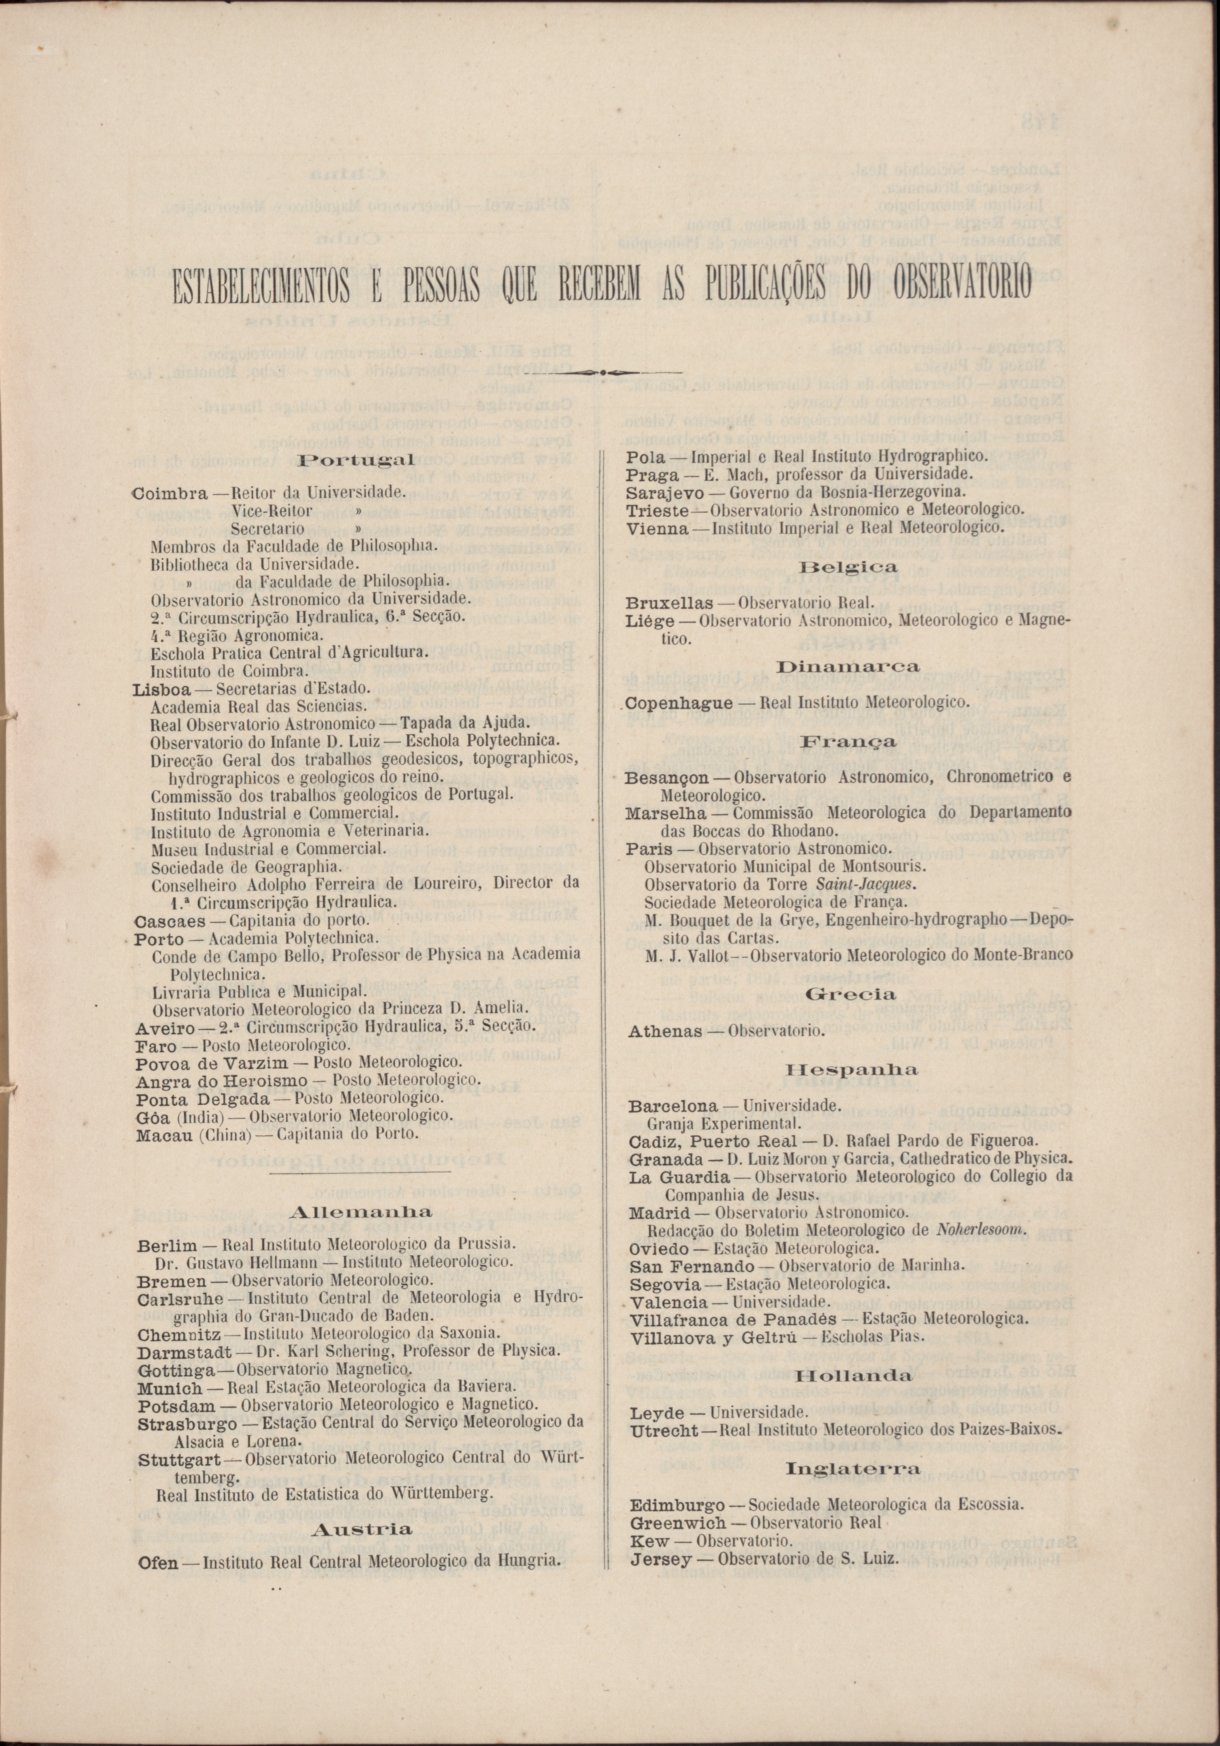 ESTABELECIMENTOS E PESSOAS QUE RECEBEM AS PUBLICAÇÕES DO OBSERVATORIO
Portugal
Coimbra — Reitor da Universidade.
Vice-Reitor »
Secretario »
Membros da Faculdade de Philosophia.
Bibliotheca da Universidade.
» da Faculdade de Philosophia.
Observatorio Astronomico da Universidade.
2.ª Circumscripção Hydraulica, 6.ª Secção.
4.ª Região Agronomica.
Eschola Pratica Central d'Agricultura.
Instituto de Coimbra.
Lisboa — Secretarias d'Estado.
Academia Real das Sciencias.
Real Observatorio Astronomico — Tapada da Ajuda.
Observatorio do Infante D. Luiz — Eschola Polytechnica.
Direcção Geral dos trabalhos geodesicos, topographicos,
hydrographicos e geologicos do reino.
Commissão dos trabalhos geologicos de Portugal.
Instituto Industrial e Commercial.
Instituto de Agronomia e Veterinaria.
Museu Industrial e Commercial.
Sociedade de Geographia.
Conselheiro Adolpho Ferreira de Loureiro, Director da
1.ª Circumscripção Hydraulica.
Cascaes — Capitania do porto.
Porto — Academia Polytechnica.
Conde de Campo Bello, Professor de Physica na Academia
Polytechnica.
Livraria Publica e Municipal.
Observatorio Meteorologico da Princeza D. Amelia.
Aveiro — 2.ª Circumscripção Hydraulica, 5.ª Secção.
Faro — Posto Meteorologico.
Povoa de Varzim — Posto Meteorologico.
Angra do Heroismo — Posto Meteorologico.
Ponta Delgada — Posto Meteorologico.
Gôa (India) — Observatorio Meteorologico.
Macau (China) — Capitania do Porto.
Allemanha
Berlim — Real Instituto Meteorologico da Prussia.
Dr. Gustavo Hellmann — Instituto Meteorologico.
Bremen — Observatorio Meteorologico.
Carlsruhe — Instituto Central de Meteorologia e Hydro-
graphia do Gran-Ducado de Baden.
Chemnitz — Instituto Meteorologico da Saxonia.
Darmstadt — Dr. Karl Schering, Professor de Physica.
Gottinga — Observatorio Magnetico.
Munich — Real Estação Meteorologica da Baviera.
Potsdam — Observatorio Meteorologico e Magnetico.
Strasburgo — Estação Central do Serviço Meteorologico da
Alsacia e Lorena.
Stuttgart — Observatorio Meteorologico Central do Würt-
temberg.
Real Instituto de Estatistica do Württemberg.
Austria
Ofen — Instituto Real Central Meteorologico da Hungria.
Pola — Imperial e Real Instituto Hydrographico.
Praga — E. Mach, professor da Universidade.
Sarajevo — Governo da Bosnia-Herzegovina.
Trieste — Observatorio Astronomico e Meteorologico.
Vienna — Instituto Imperial e Real Meteorologico.
Belgica
Bruxellas — Observatorio Real.
Liége — Observatorio Astronomico, Meteorologico e Magne-
tico.
Dinamarca
Copenhague — Real Instituto Meteorologico.
França
Besançon — Observatorio Astronomico, Chronometrico e
Meteorologico.
Marselha — Commissão Meteorologica do Departamento
das Boccas do Rhodano.
Paris — Observatorio Astronomico.
Observatorio Municipal de Montsouris.
Observatorio da Torre Saint-Jacques.
Sociedade Meteorologica de França.
M. Bouquet de la Grye, Engenheiro-hydrographo — Depo-
sito das Cartas.
M. J. Vallot -- Observatorio Meteorologico do Monte-Branco
Grecia
Athenas — Observatorio.
Hespanha
Barcelona — Universidade.
Granja Experimental.
Cadiz, Puerto Real — D. Rafael Pardo de Figueroa.
Granada — D. Luiz Moron y Garcia, Cathedratico de Physica.
La Guardia — Observatorio Meteorologico do Collegio da
Companhia de Jesus.
Madrid — Observatorio Astronomico.
Redacção do Boletim Meteorologico de Noherlesoom.
Oviedo — Estação Meteorologica.
San Fernando — Observatorio de Marinha.
Segovia — Estação Meteorologica.
Valencia — Universidade.
Villafranca de Panadés — Estação Meteorologica.
Villanova y Geltrú — Escholas Pias.
Hollanda
Leyde — Universidade.
Utrecht — Real Instituto Meteorologico dos Paizes-Baixos.
Inglaterra
Edimburgo — Sociedade Meteorologica da Escossia.
Greenwich — Observatorio Real
Kew — Observatorio.
Jersey — Observatorio de S. Luiz.